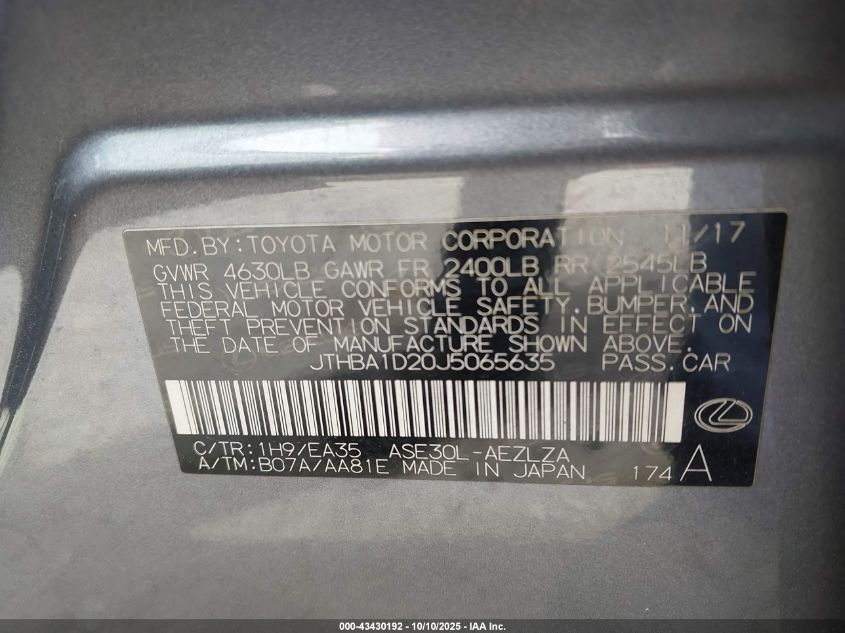 MFD. BY: TOYOTA MOTOR CORPORATION 11/17
GVWR 4630LB GAWR FR 2400LB RR 2545LB
THIS VEHICLE CONFORMS TO ALL APPLICABLE
FEDERAL MOTOR VEHICLE SAFETY, BUMPER, AND
THEFT PREVENTION STANDARDS IN EFFECT ON
THE DATE OF MANUFACTURE SHOWN ABOVE.
JTHBA1D20J5065635 PASS. CAR
C/TR: 1H9/EA35 ASE30L-AEZLZA
A/TM: B07A/AA81E MADE IN JAPAN 174 A
000-43430192 - 10/10/2025 - IAA Inc.